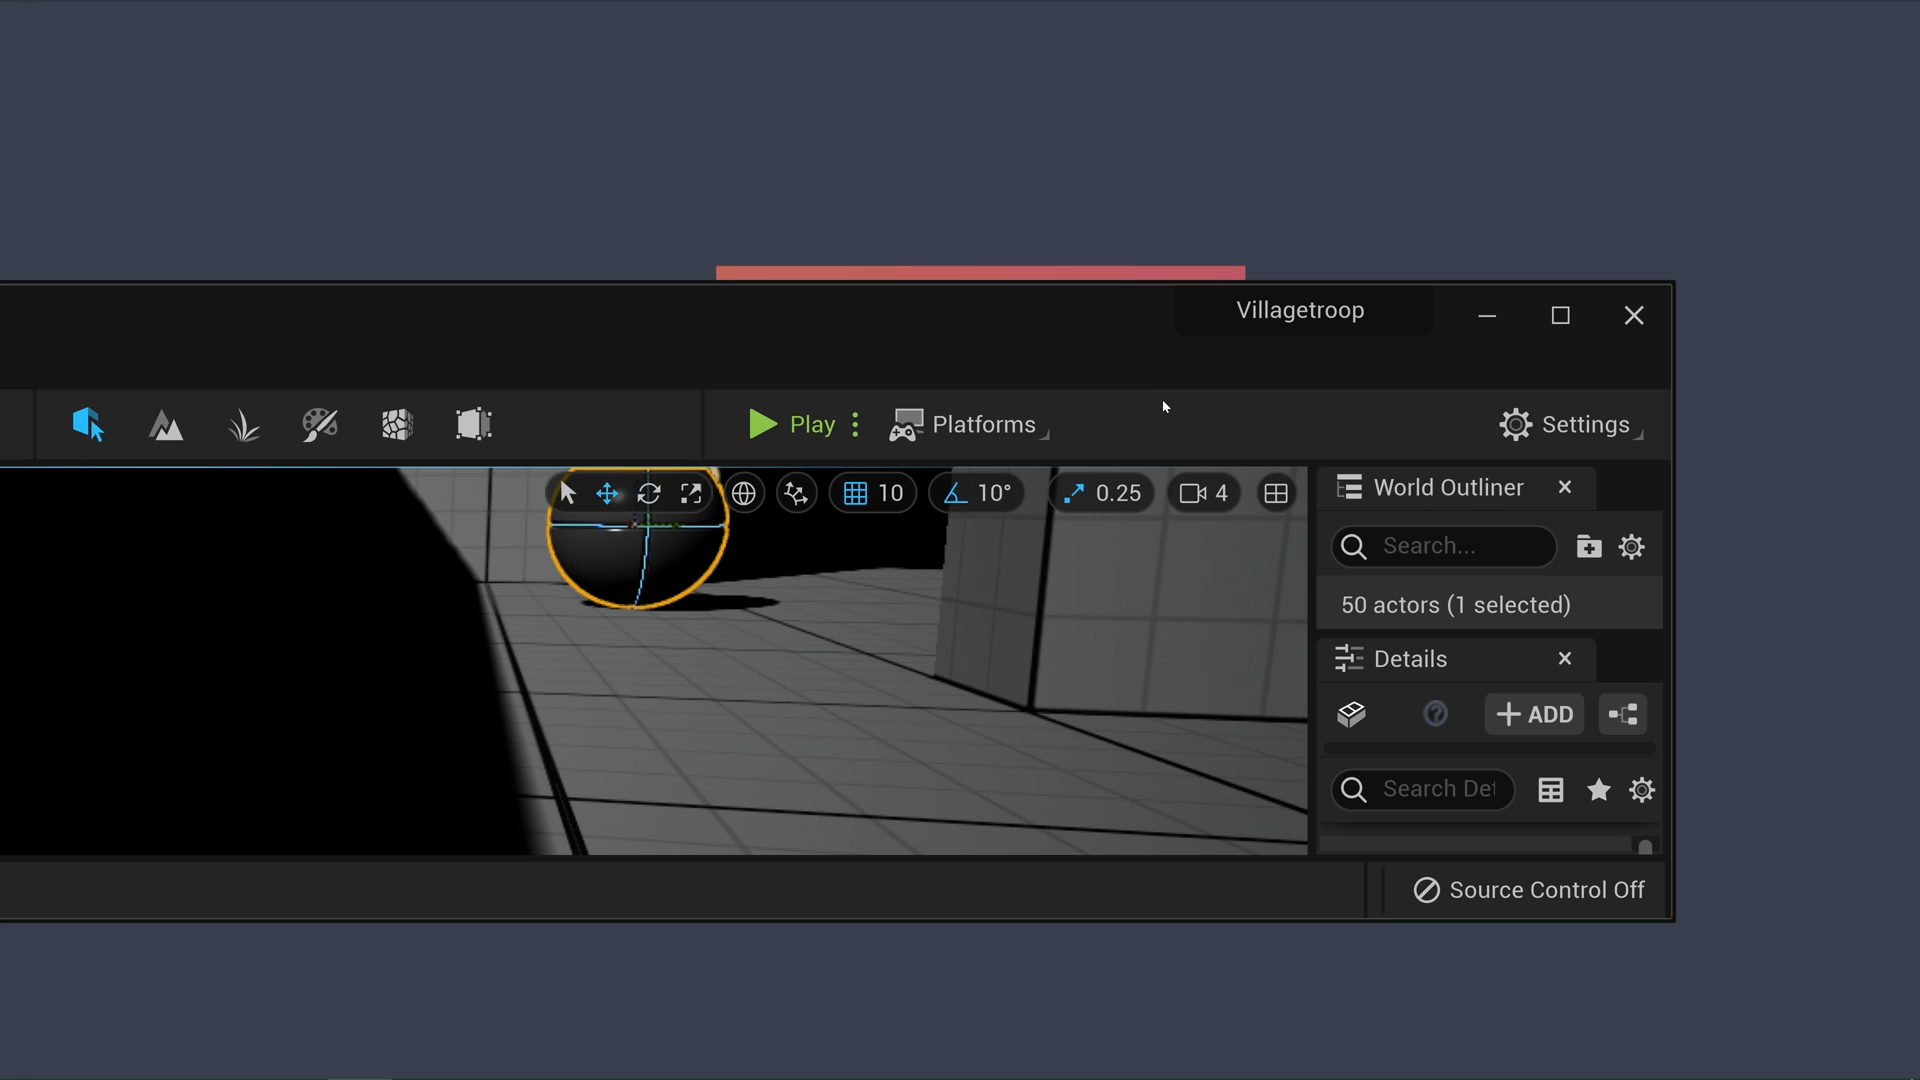 Villagetroop
Play
Platforms
Settings
10
10°
0.25
4
World Outliner
Search...
50 actors (1 selected)
Details
ADD
Search Det
Source Control Off